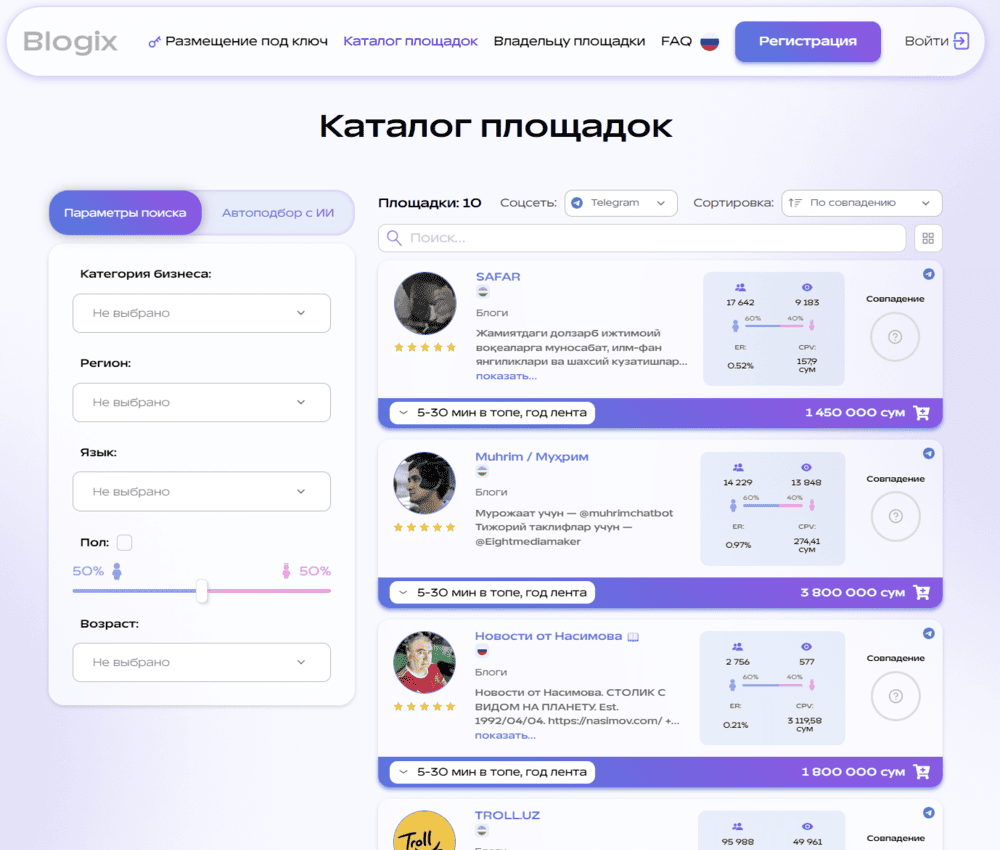 Blogix
Размещение под ключ
Каталог площадок
Владельцу площадки
FAQ
Регистрация
Войти
Каталог площадок
Параметры поиска
Автоподбор с ИИ
Категория бизнеса:
Не выбрано
Регион:
Не выбрано
Язык:
Не выбрано
Пол:
50%
50%
Возраст:
Не выбрано
Площадки: 10
Соцсеть:
Telegram
Сортировка:
По совпадению
Поиск...
SAFAR
Блоги
Жамиятдаги долзарб ижтимоий
воқеаларга муносабат, илм-фан
янгиликлари ва шахсий кузатишлар...
показать...
17 642
9 183
60%
40%
ER:
0.52%
CPV:
157,9
сум
Совпадение
5-30 мин в топе, год лента
1 450 000 сум
Muhrim / Муҳрим
Блоги
Мурожаат учун — @muhrimchatbot
Тижорий таклифлар учун —
@Eightmediamaker
14 229
13 848
60%
40%
ER:
0.97%
CPV:
274,41
сум
Совпадение
5-30 мин в топе, год лента
3 800 000 сум
Новости от Насимова
Блоги
Новости от Насимова. СТОЛИК С
ВИДОМ НА ПЛАНЕТУ. Est.
1992/04/04. https://nasimov.com/ +...
показать...
2 756
577
60%
40%
ER:
0.21%
CPV:
3 119,58
сум
Совпадение
5-30 мин в топе, год лента
1 800 000 сум
Troll
TROLL.UZ
95 988
49 961
Совпадение